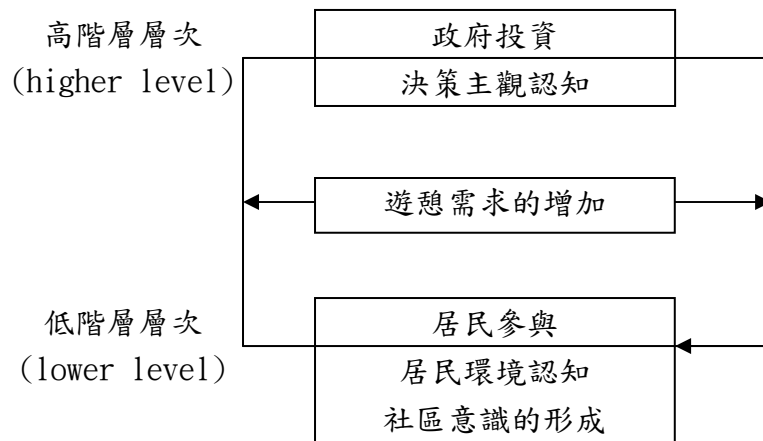 高階層層次
(higher level)
政府投資
決策主觀認知
遊憩需求的增加
低階層層次
(lower level)
居民參與
居民環境認知
社區意識的形成